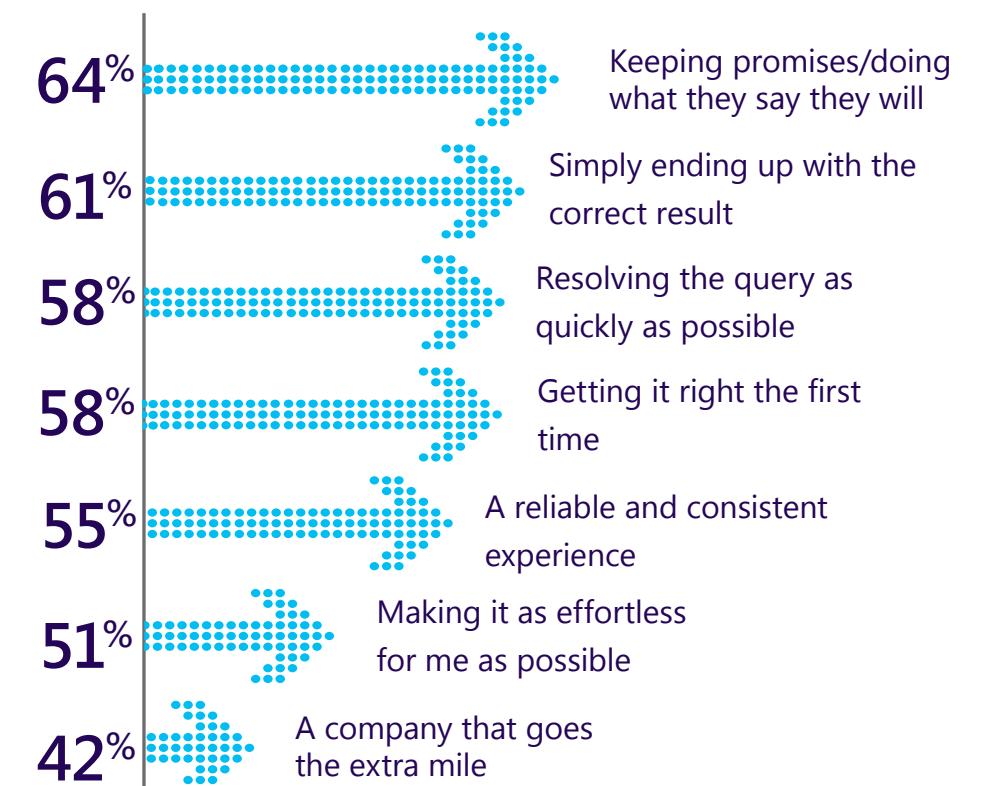 64%
Keeping promises/doing
what they say they will
61%
Simply ending up with the
correct result
58%
Resolving the query as
quickly as possible
58%
Getting it right the first
time
55%
A reliable and consistent
experience
51%
Making it as effortless
for me as possible
42%
A company that goes
the extra mile